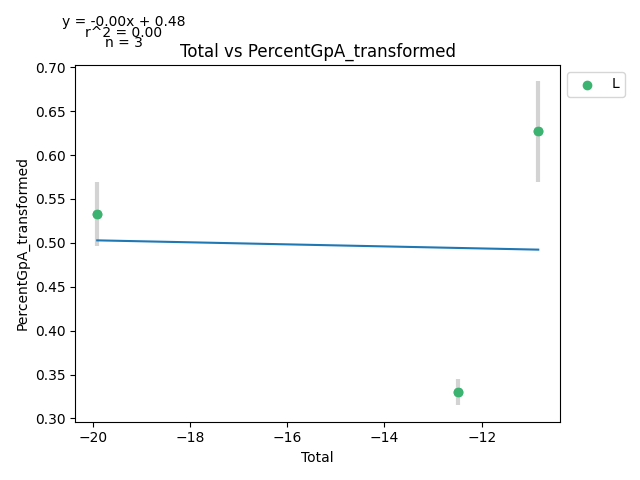 y = -0.00x + 0.48
r^2 = 0.00
n = 3
Total vs PercentGpA_transformed
L
0.70
0.65
0.60
0.55
0.50
0.45
0.40
0.35
0.30
PercentGpA_transformed
−20
−18
−16
−14
−12
Total